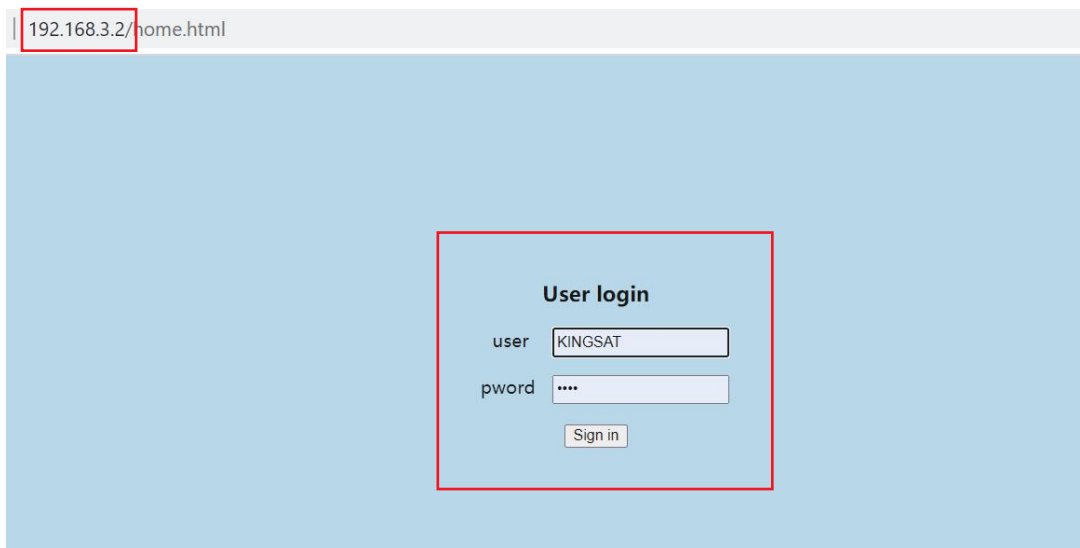 192.168.3.2/home.html
User login
user KINGSAT
pword ••••
Sign in